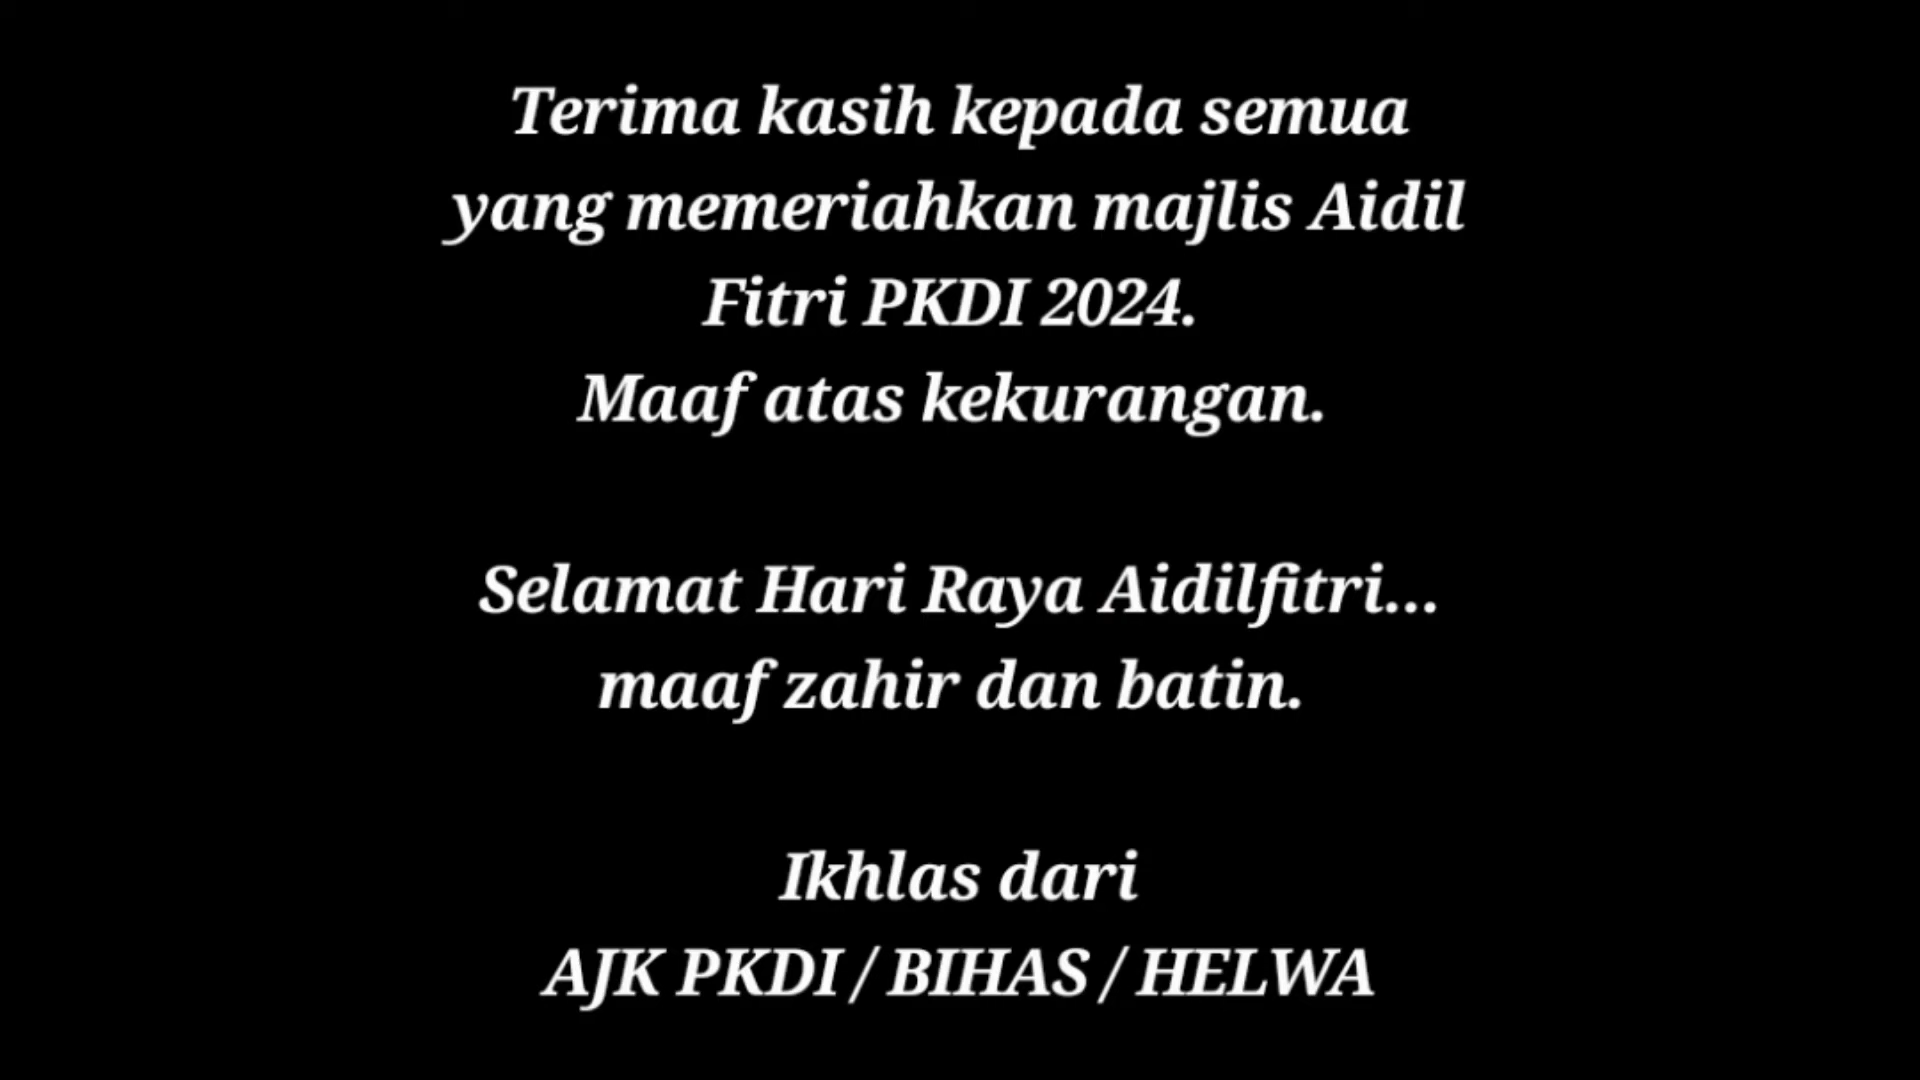 Terima kasih kepada semua
yang memeriahkan majlis Aidil
Fitri PKDI 2024.
Maaf atas kekurangan.
Selamat Hari Raya Aidilfitri...
maaf zahir dan batin.
Ikhlas dari
AJK PKDI / BIHAS / HELWA